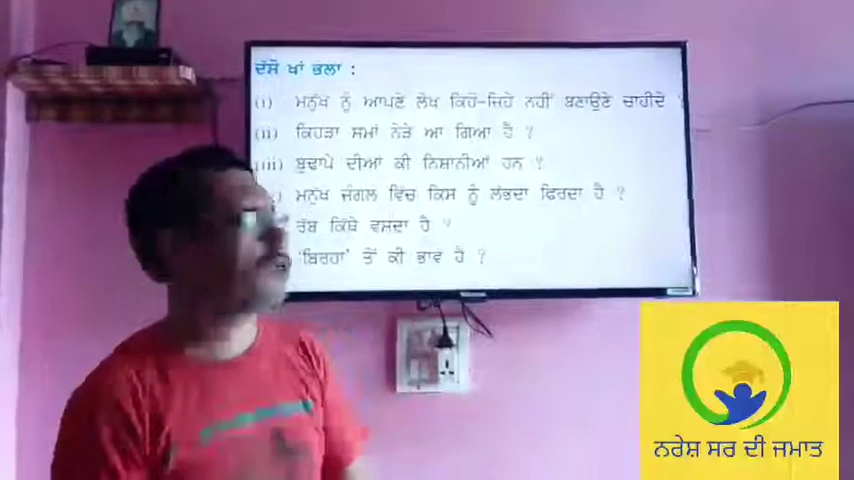 ਦੱਸੋ ਖਾਂ ਭਲਾ :
(i) ਮਨੁੱਖ ਨੂੰ ਆਪਣੇ ਲੇਖ ਕਿਹੋ-ਜਿਹੇ ਨਹੀਂ ਬਣਾਉਣੇ ਚਾਹੀਦੇ ?
(ii) ਕਿਹੜਾ ਸਮਾਂ ਨੇੜੇ ਆ ਗਿਆ ਹੈ ?
(iii) ਬੁਢਾਪੇ ਦੀਆਂ ਕੀ ਨਿਸ਼ਾਨੀਆਂ ਹਨ ?
ਮਨੁੱਖ ਜੰਗਲ ਵਿੱਚ ਕਿਸ ਨੂੰ ਲੱਭਦਾ ਫਿਰਦਾ ਹੈ ?
ਰੱਬ ਕਿੱਥੇ ਵਸਦਾ ਹੈ ?
'ਬਿਰਹਾ' ਤੋਂ ਕੀ ਭਾਵ ਹੈ ?
ਨਰੇਸ਼ ਸਰ ਦੀ ਜਮਾਤ